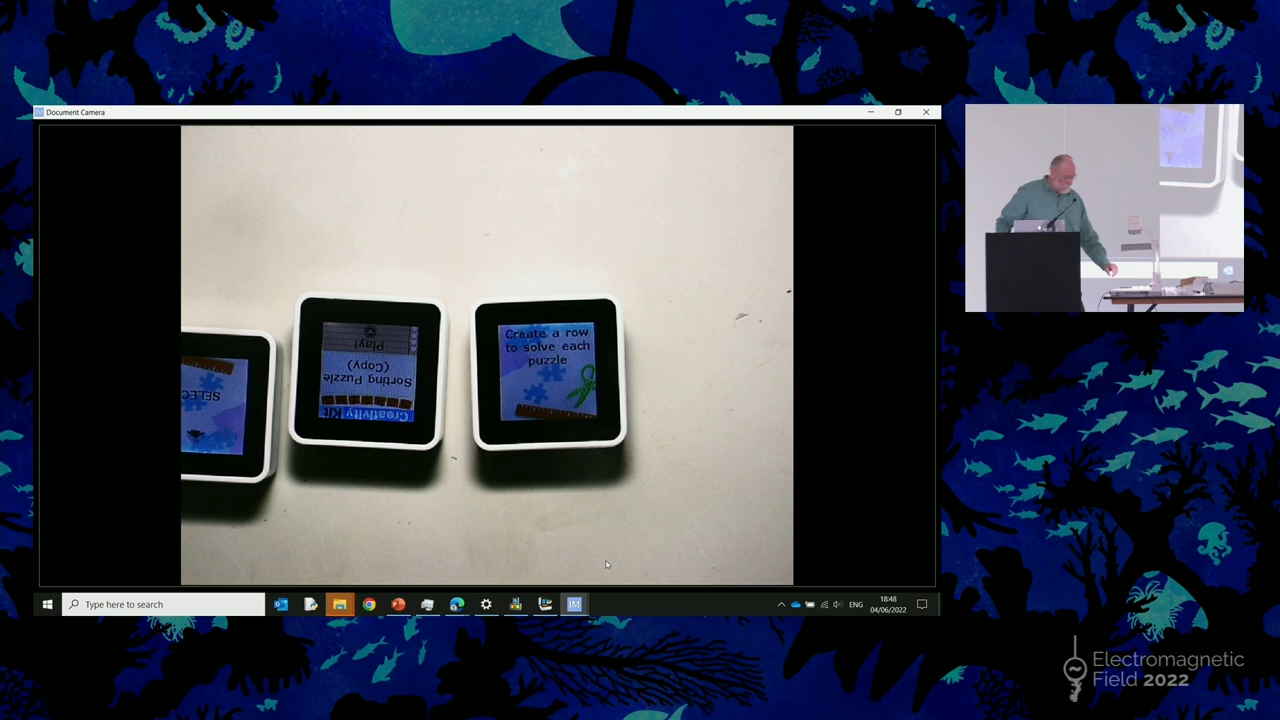 Document Camera
SELEC
Creativity Kit
Sorting Puzzle
(Copy)
Play!
Create a row
to solve each
puzzle
Type here to search
ENG
18:48
04/06/2022
Electromagnetic
Field 2022